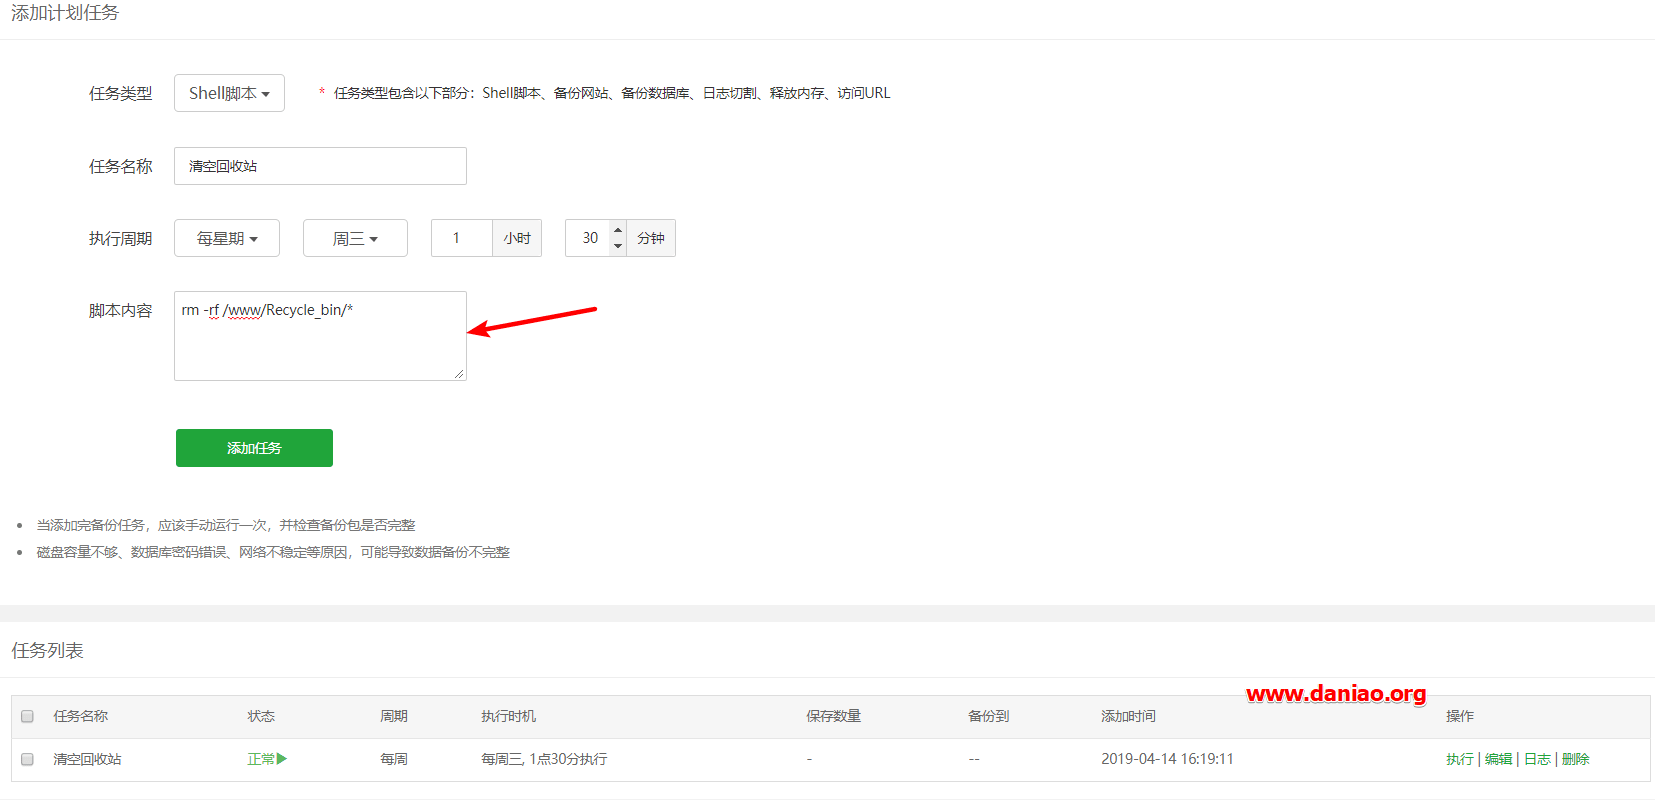 添加计划任务
任务类型 Shell脚本 * 任务类型包含以下部分：Shell脚本、备份网站、备份数据库、日志切割、释放内存、访问URL
任务名称 清空回收站
执行周期 每星期 周三 1 小时 30 分钟
脚本内容 rm -rf /www/Recycle_bin/*
添加任务
当添加完备份任务，应该手动运行一次，并检查备份包是否完整
磁盘容量不够、数据库密码错误、网络不稳定等原因，可能导致数据备份不完整
任务列表
www.daniao.org
任务名称 状态 周期 执行时机 保存数量 备份到 添加时间 操作
清空回收站 正常 每周 每周三, 1点30分执行 - -- 2019-04-14 16:19:11 执行 | 编辑 | 日志 | 删除